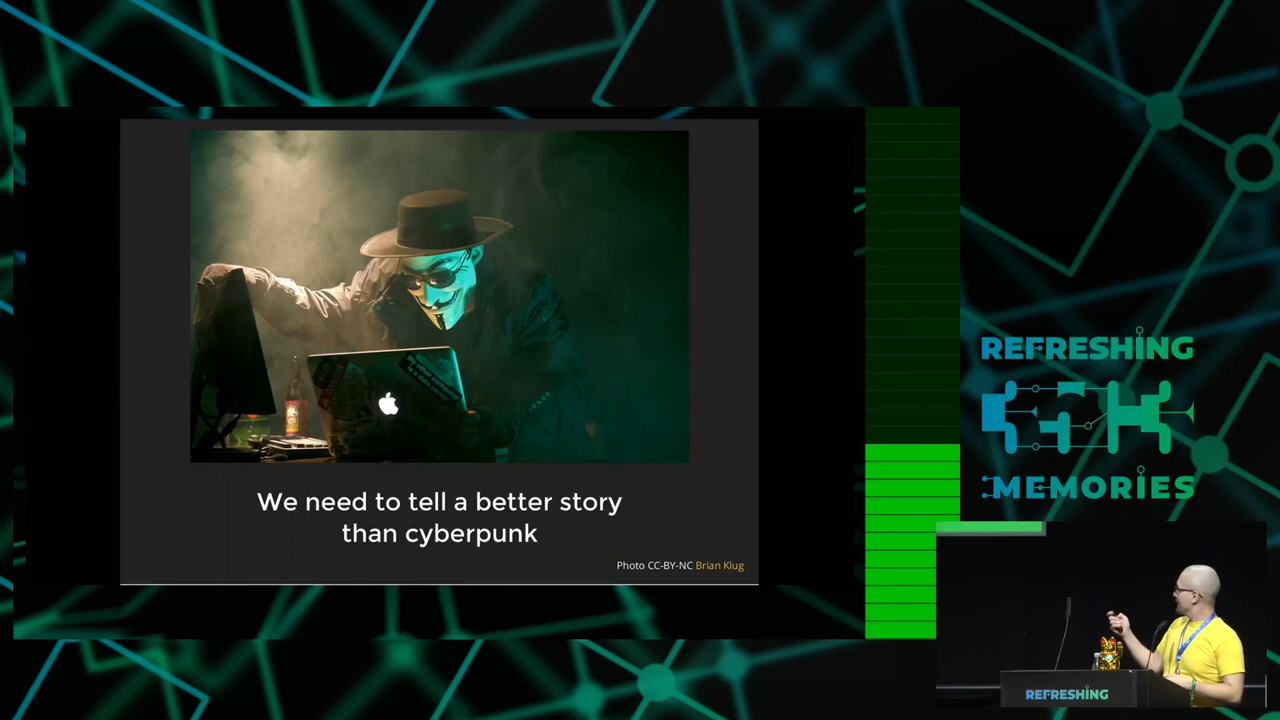 We need to tell a better story
than cyberpunk
Photo CC-BY-NC Brian Klug
REFRESHING
MEMORIES
REFRESHING